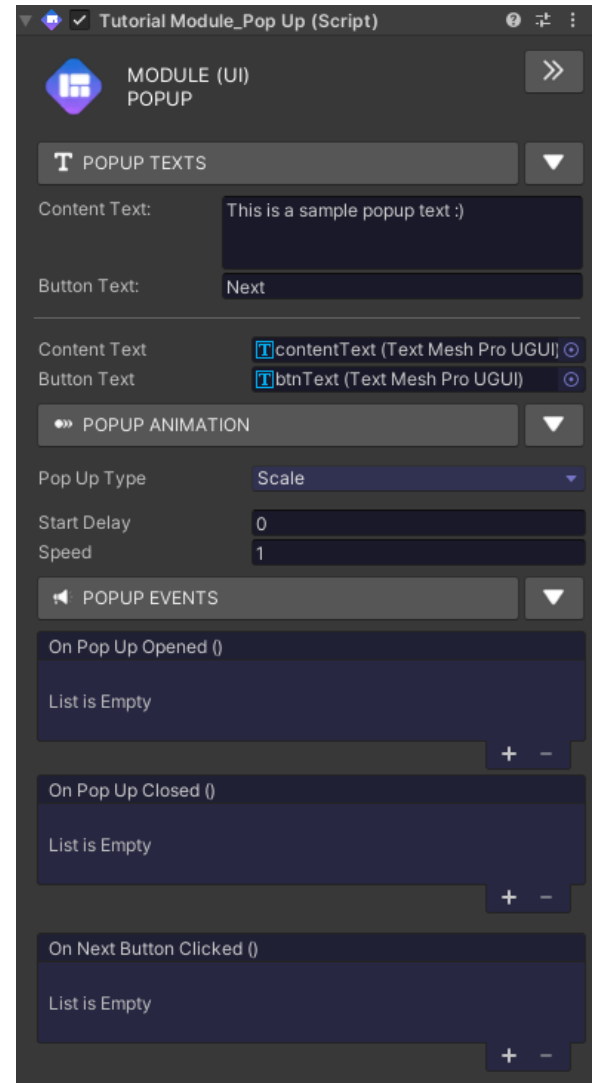 Tutorial Module_Pop Up (Script)
MODULE (UI)
POPUP
POPUP TEXTS
Content Text:
This is a sample popup text :)
Button Text:
Next
Content Text
contentText (Text Mesh Pro UGUI)
Button Text
btnText (Text Mesh Pro UGUI)
POPUP ANIMATION
Pop Up Type
Scale
Start Delay
0
Speed
1
POPUP EVENTS
On Pop Up Opened ()
List is Empty
On Pop Up Closed ()
List is Empty
On Next Button Clicked ()
List is Empty